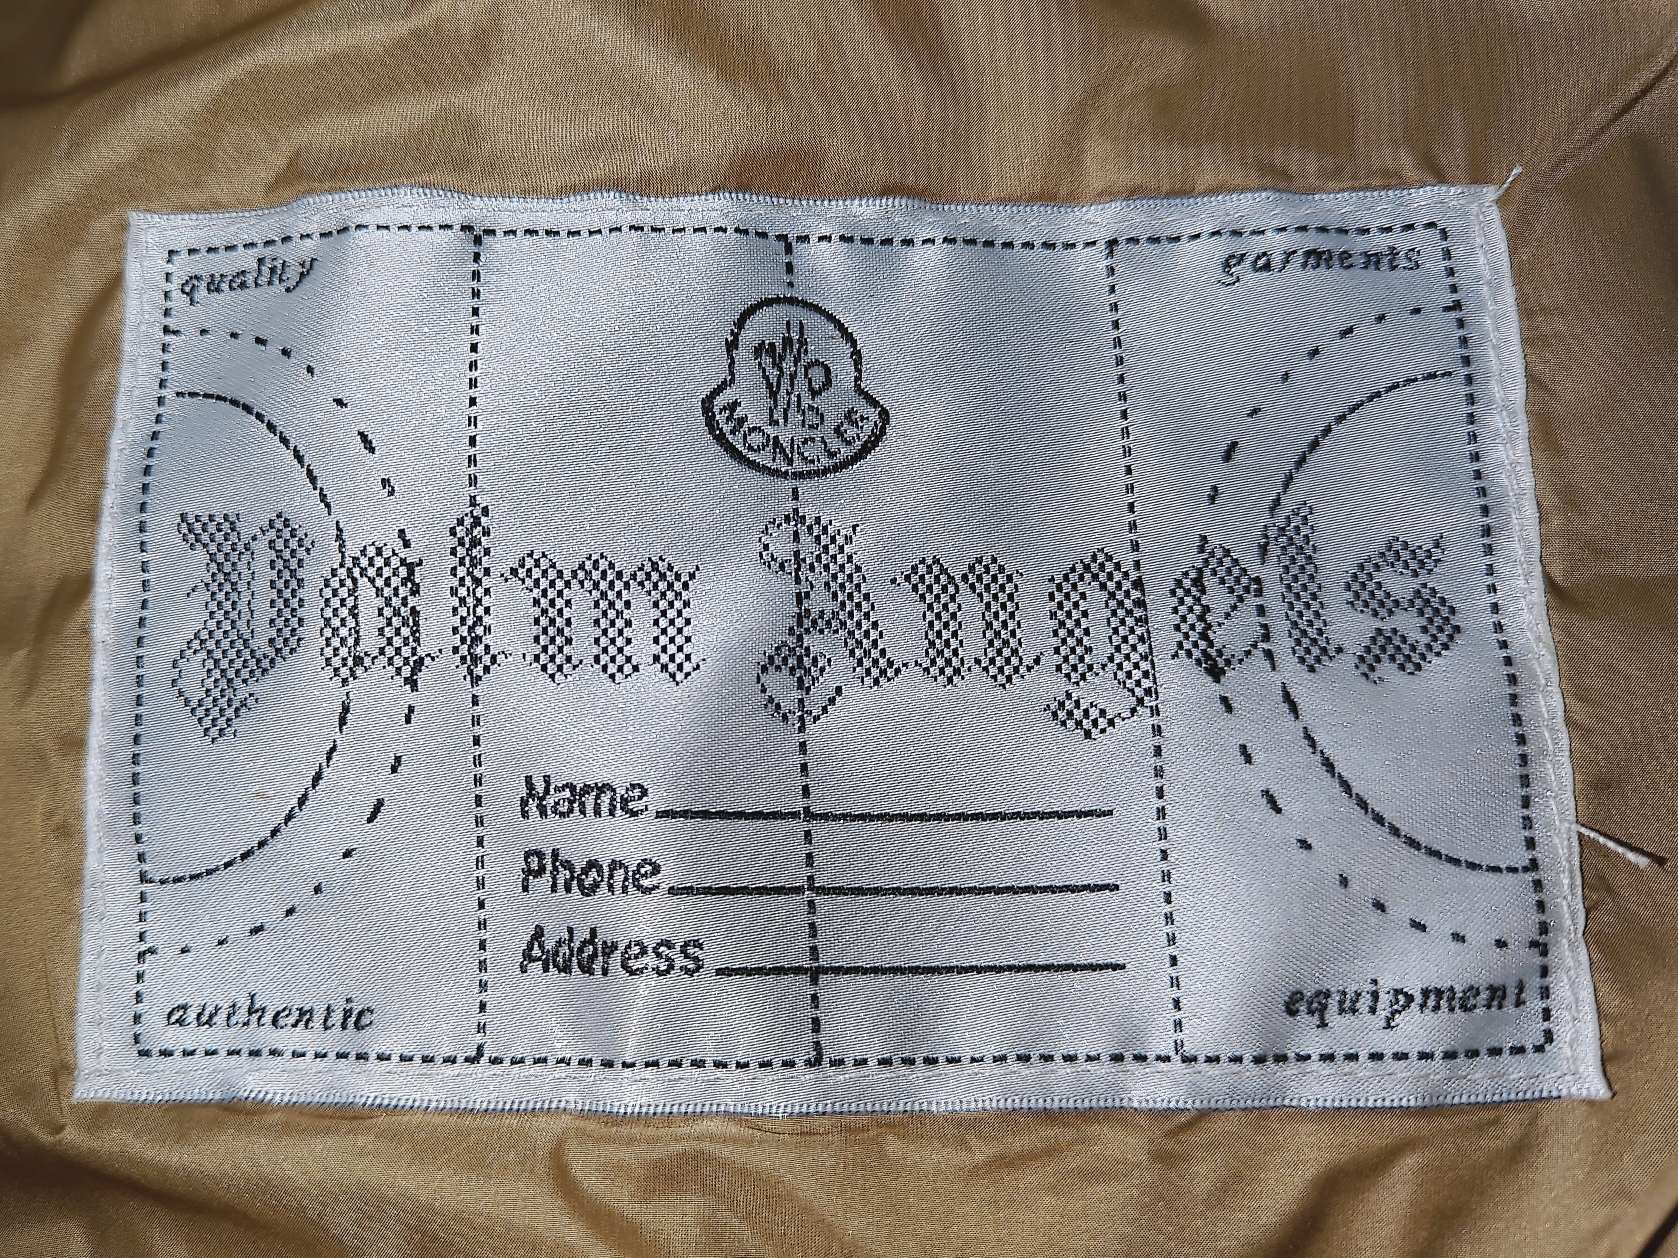 quality
garments
MONCLER
Palm Angels
Name
Phone
Address
authentic
equipment